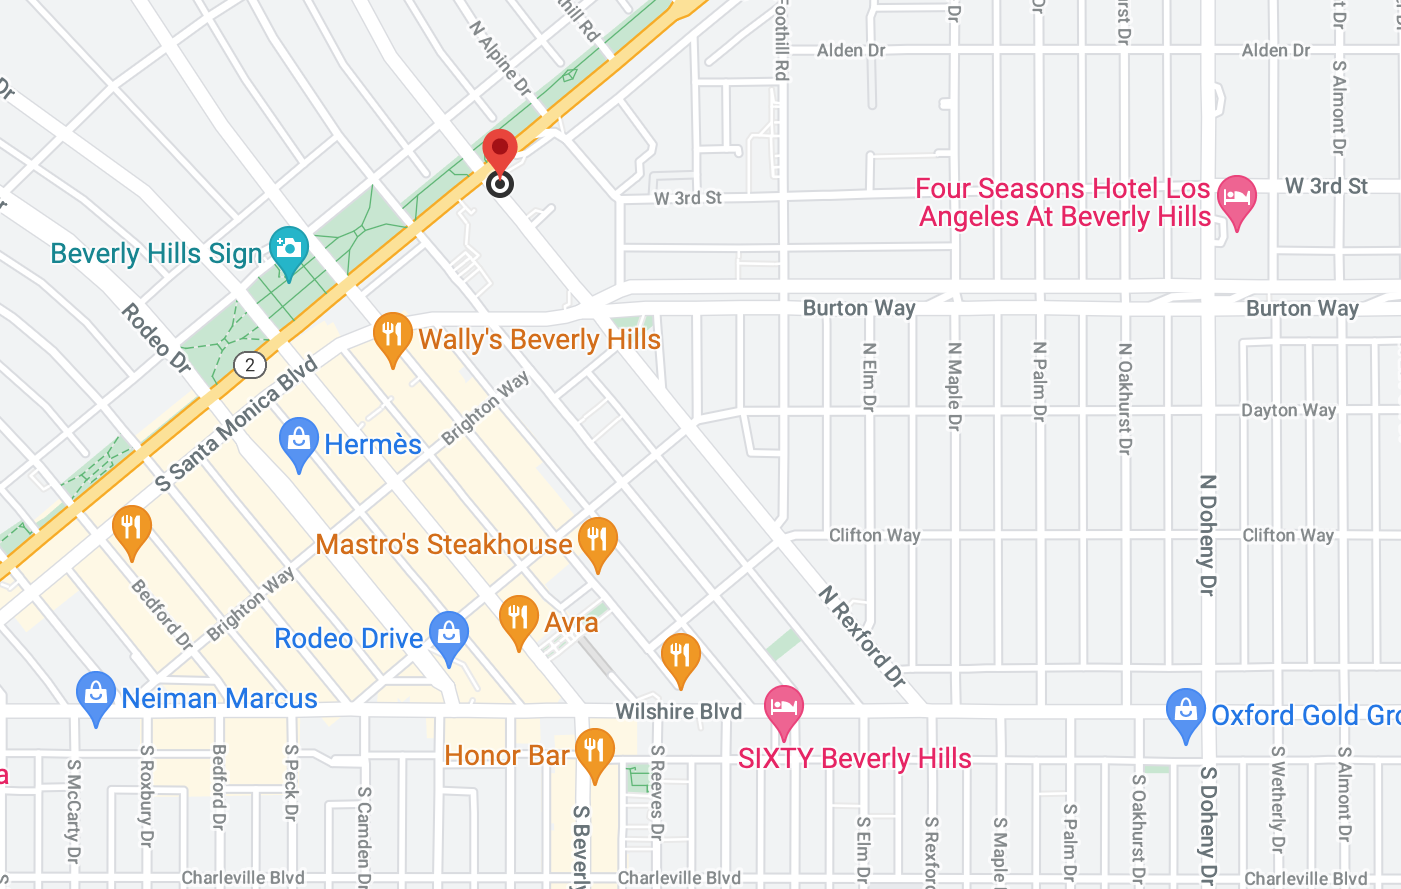 thill Rd
N Alpine Dr
Foothill Rd
Dr
Dr
rst Dr
t Dr
Alden Dr
Alden Dr
S Almont Dr
Dr
W 3rd St
Four Seasons Hotel Los
Angeles At Beverly Hills
W 3rd St
Beverly Hills Sign
Rodeo Dr
2
S Santa Monica Blvd
Wally's Beverly Hills
Burton Way
Burton Way
Brighton Way
N Elm Dr
N Maple Dr
N Palm Dr
N Oakhurst Dr
Dayton Way
Hermès
Mastro's Steakhouse
Clifton Way
N Doheny Dr
Clifton Way
Bedford Dr
Brighton Way
Rodeo Drive
Avra
N Rexford Dr
Neiman Marcus
Wilshire Blvd
Oxford Gold Gro
a
S McCarty Dr
S Roxbury Dr
Bedford Dr
S Peck Dr
S Camden Dr
Honor Bar
S Beverly
S Reeves Dr
SIXTY Beverly Hills
S Elm Dr
S Rexford
S Maple
S Palm Dr
S Oakhurst Dr
S Doheny Dr
S Wetherly Dr
S Almont Dr
Charleville Blvd
Charleville Blvd
Charleville Blvd